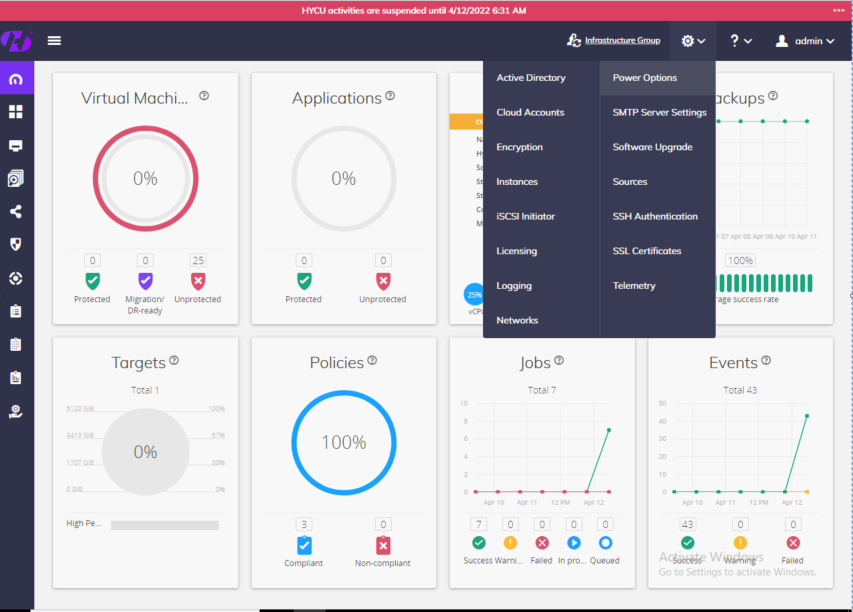 HYCU activities are suspended until 4/12/2022 6:31 AM
Infrastructure Group
?
admin
Active Directory
Power Options
Cloud Accounts
SMTP Server Settings
Encryption
Software Upgrade
Instances
Sources
iSCSI Initiator
SSH Authentication
Licensing
SSL Certificates
Logging
Telemetry
Networks
Virtual Machi... ?
0%
0
0
25
Protected
Migration/
DR-ready
Unprotected
Applications ?
0%
0
0
Protected
Unprotected
25%
vCPU
ackups ?
r 07 Apr 08 Apr 09 Apr 10 Apr 11
100%
rage success rate
Targets ?
Total 1
5120 GiB 100%
3413 GiB 67%
1707 GiB 33%
0 GiB 0%
0%
High Pe...
Policies ?
100%
3
0
Compliant
Non-compliant
Jobs ?
Total 7
10
8
6
4
2
0
Apr 10 Apr 11 12 PM Apr 12
7 0 0 0 0
Success Warni... Failed In pro... Queued
Events ?
Total 43
50
40
30
20
10
0
Apr 10 Apr 11 12 PM Apr 12
43 0 0
Success Warning Failed
Activate Windows
Go to Settings to activate Windows.